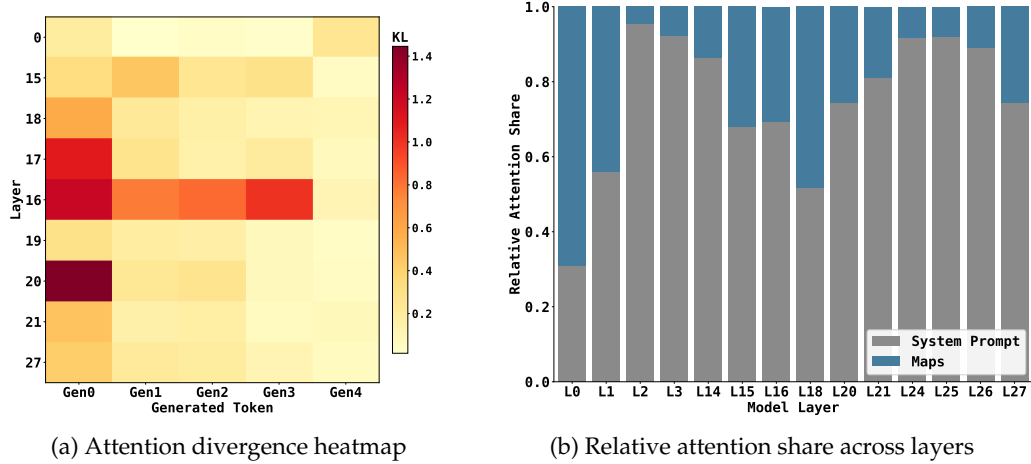 KL
0
15
18
17
16
19
20
21
27
Layer
Gen0 Gen1 Gen2 Gen3 Gen4
Generated Token
1.4
1.2
1.0
0.8
0.6
0.4
0.2
(a) Attention divergence heatmap
1.0
0.8
0.6
0.4
0.2
0.0
Relative Attention Share
System Prompt
Maps
L0 L1 L2 L3 L14 L15 L16 L18 L20 L21 L24 L25 L26 L27
Model Layer
(b) Relative attention share across layers